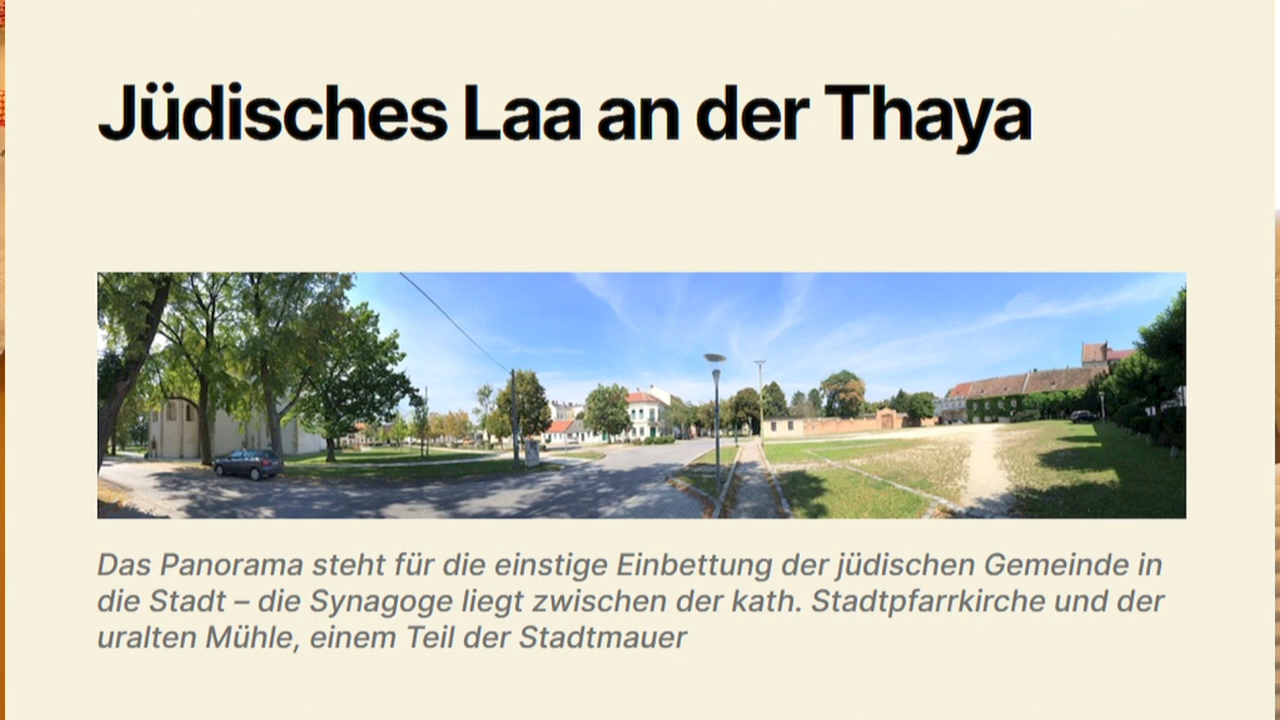 Jüdisches Laa an der Thaya
Das Panorama steht für die einstige Einbettung der jüdischen Gemeinde in
die Stadt – die Synagoge liegt zwischen der kath. Stadtpfarrkirche und der
uralten Mühle, einem Teil der Stadtmauer